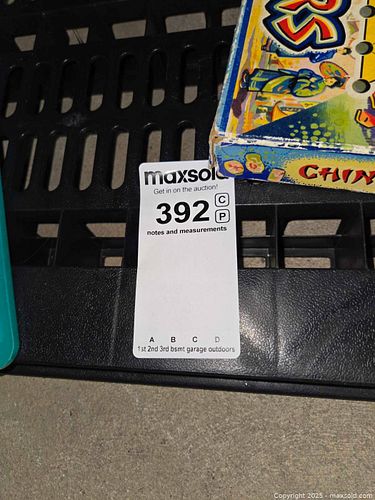 RS
CHIN
maxsold
Get in on the auction!
392 C
P
notes and measurements
A B C D
1st 2nd 3rd bsmt garage outdoors
Copyright 2025 - maxsold.com